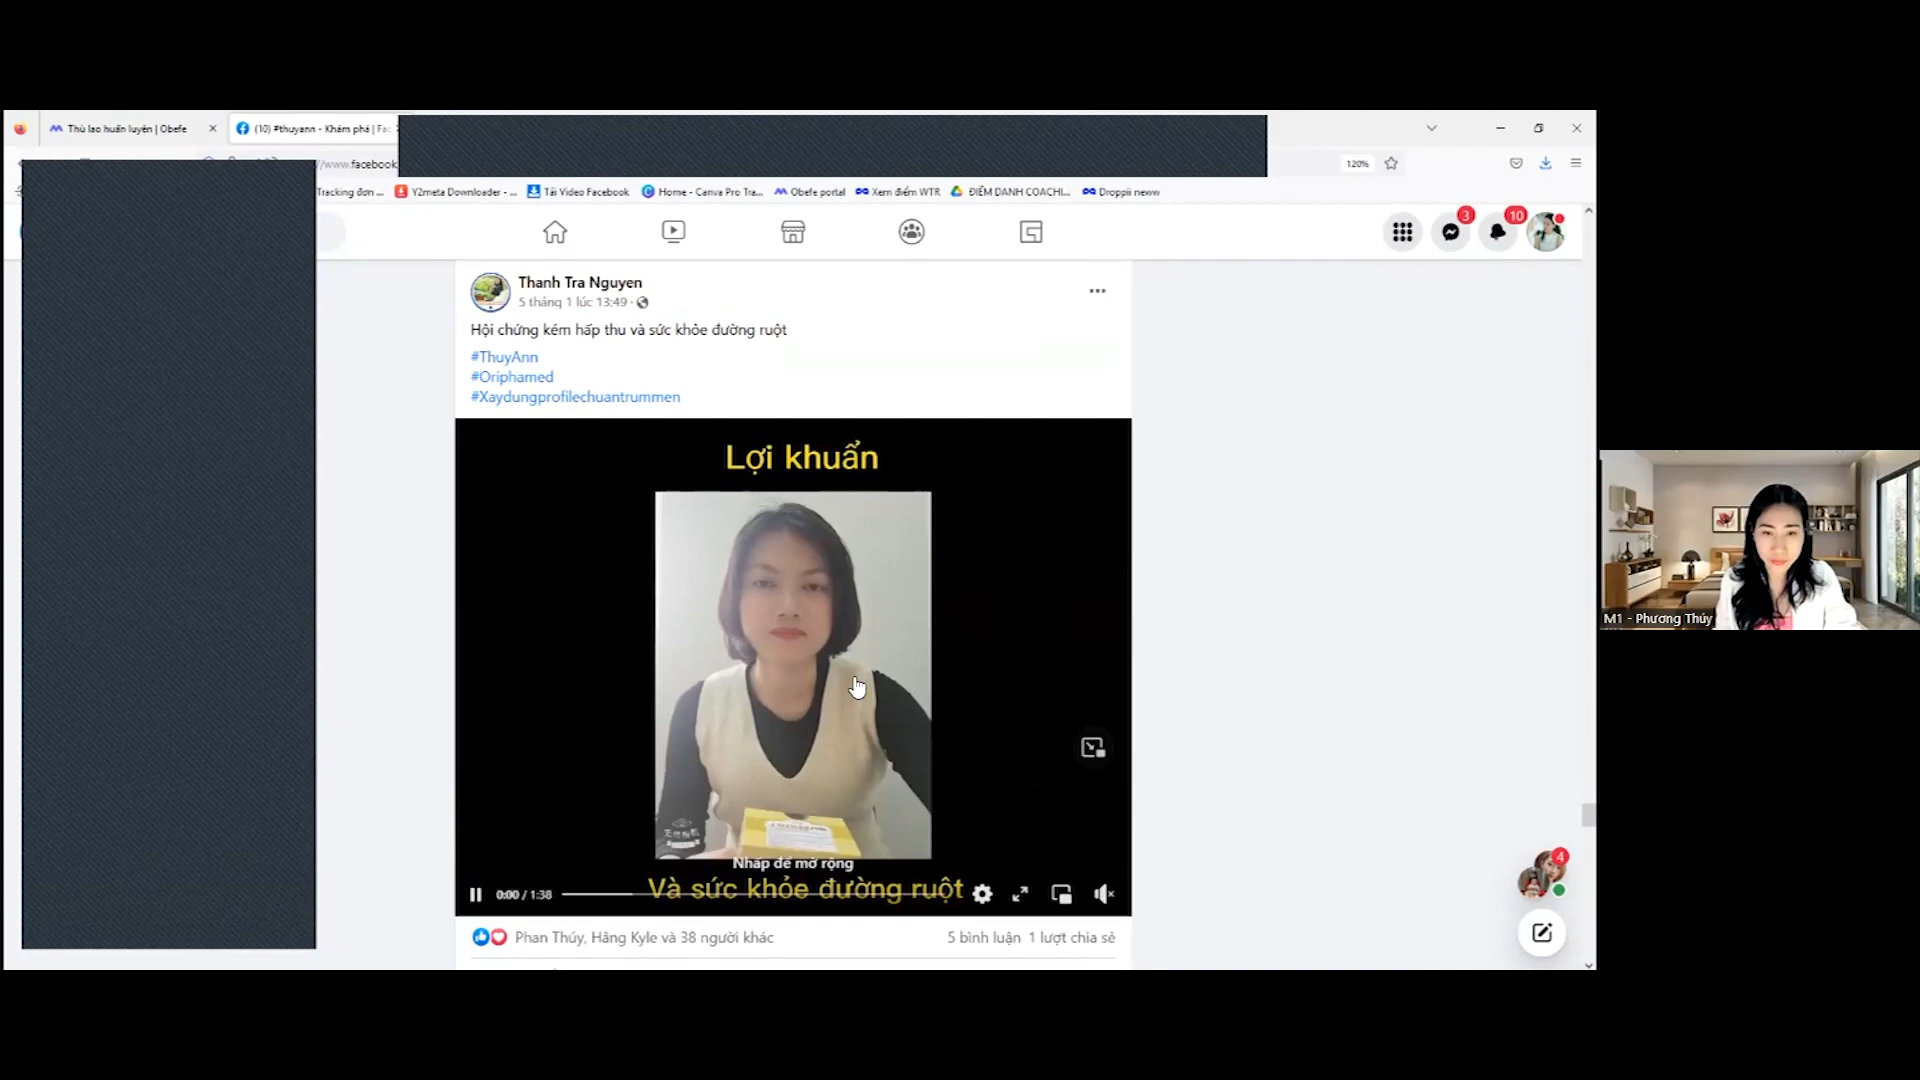 Thù lao huấn luyện | Obefe
(10) #thuyann - Khám phá | Fac
//www.facebook
120%
Tracking đơn ...
Y2meta Downloader - ...
Tải Video Facebook
Home - Canva Pro Tra...
Obefe portal
Xem điểm WTR
ĐIỂM DANH COACHI...
Droppii neww
3
10
Thanh Tra Nguyen
5 tháng 1 lúc 13:49 ·
Hội chứng kém hấp thu và sức khỏe đường ruột
#ThuyAnn
#Oriphamed
#Xaydungprofilechuantrummen
Lợi khuẩn
Nhấp để mở rộng
Và sức khỏe đường ruột
0:00 / 1:38
M1 - Phương Thúy
4
Phan Thúy, Hằng Kyle và 38 người khác
5 bình luận 1 lượt chia sẻ